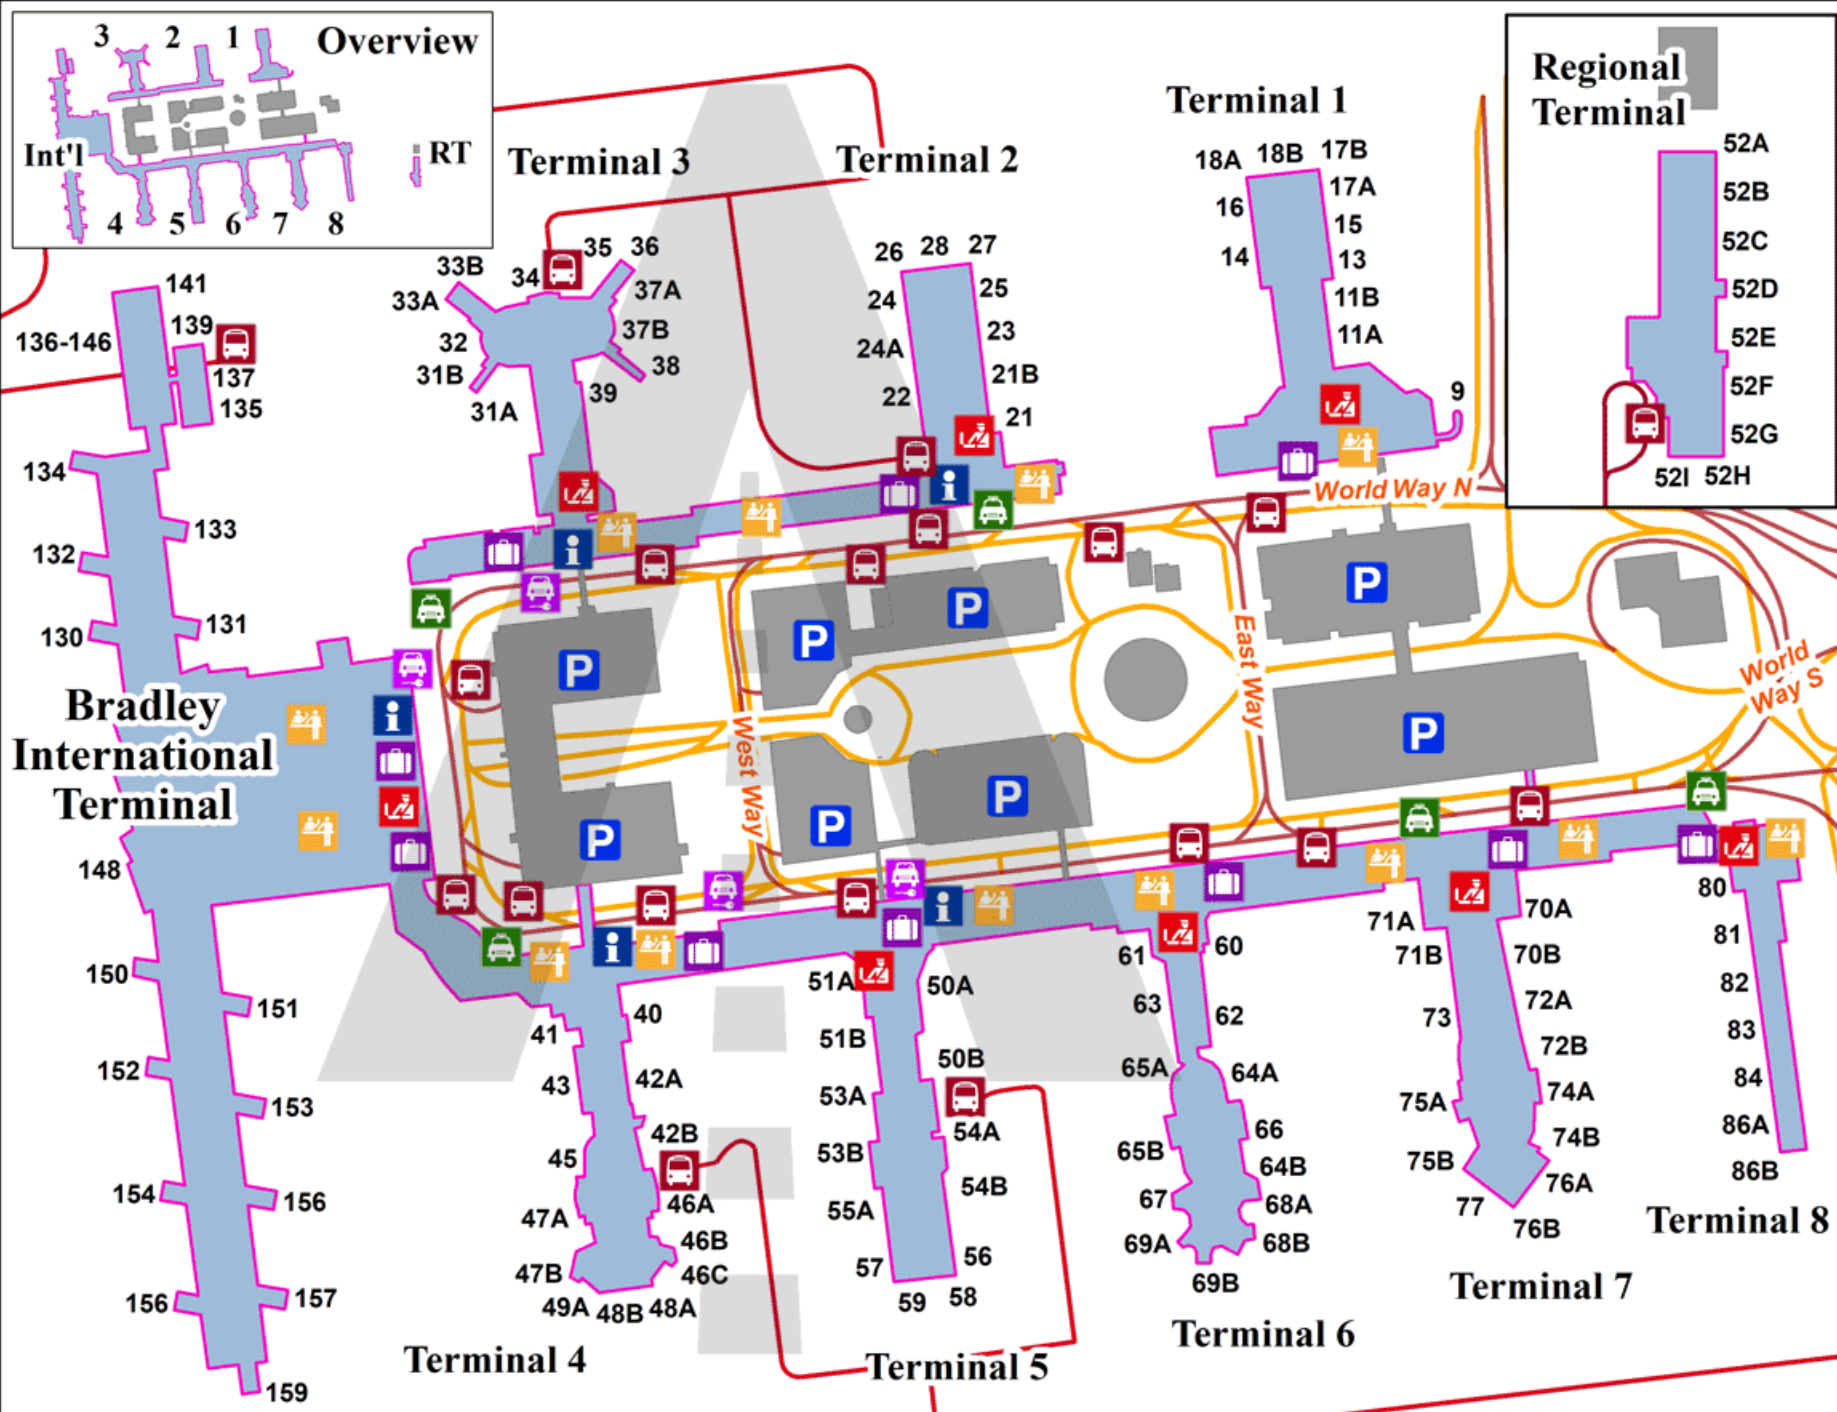 3
2
1
Overview
Int'l
RT
4
5
6
7
8
Regional
Terminal
52A
52B
52C
52D
52E
52F
52G
52I
52H
Terminal 1
18A
18B
17B
17A
16
15
14
13
11B
11A
9
Terminal 3
Terminal 2
33B
34
35
36
33A
37A
32
37B
31B
38
31A
39
26
28
27
24
25
24A
23
22
21B
21
141
136-146
139
137
135
134
133
132
131
130
World Way N
Bradley
International
Terminal
P
P
P
P
P
P
P
P
West Way
East Way
World
Way S
i
i
i
i
i
148
150
151
152
153
154
156
156
157
159
40
41
43
42A
42B
45
46A
47A
46B
47B
46C
49A
48B
48A
Terminal 4
51A
50A
51B
50B
53A
54A
53B
54B
55A
56
57
58
59
Terminal 5
61
60
63
62
65A
64A
66
65B
64B
67
68A
69A
68B
69B
Terminal 6
71A
70A
71B
70B
73
72A
72B
75A
74A
74B
75B
76A
77
76B
Terminal 7
80
81
82
83
84
86A
86B
Terminal 8